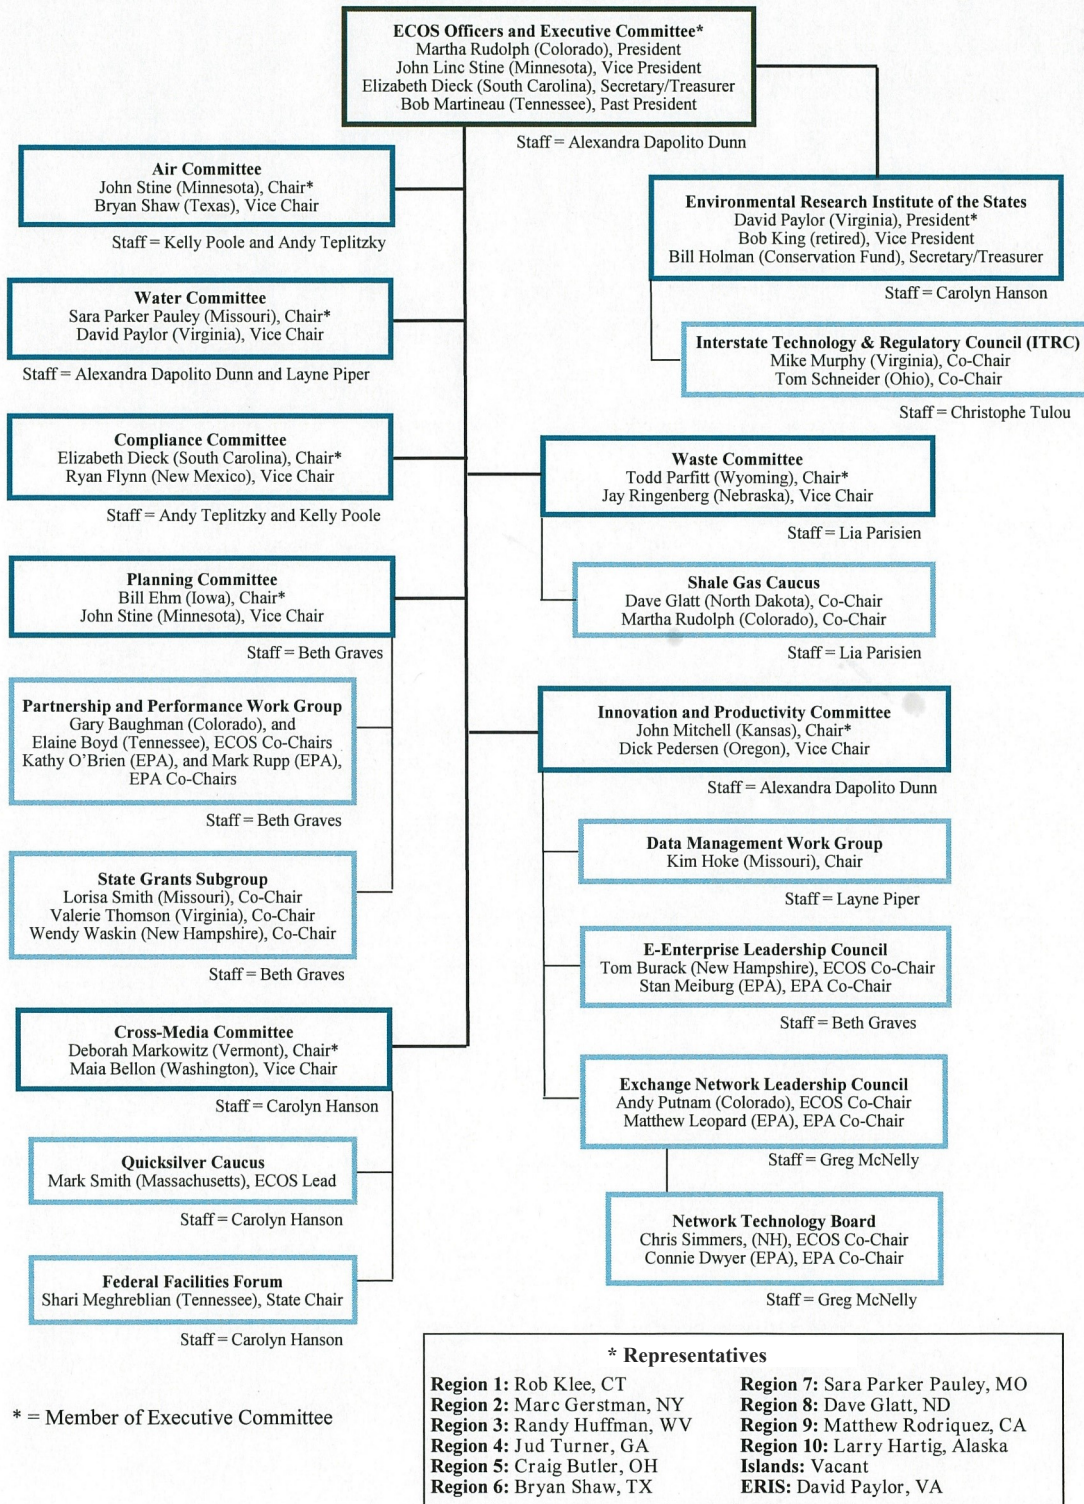 ECOS Officers and Executive Committee*
Martha Rudolph (Colorado), President
John Linc Stine (Minnesota), Vice President
Elizabeth Dieck (South Carolina), Secretary/Treasurer
Bob Martineau (Tennessee), Past President
Staff = Alexandra Dapolito Dunn
Air Committee
John Stine (Minnesota), Chair*
Bryan Shaw (Texas), Vice Chair
Staff = Kelly Poole and Andy Teplitzky
Water Committee
Sara Parker Pauley (Missouri), Chair*
David Paylor (Virginia), Vice Chair
Staff = Alexandra Dapolito Dunn and Layne Piper
Compliance Committee
Elizabeth Dieck (South Carolina), Chair*
Ryan Flynn (New Mexico), Vice Chair
Staff = Andy Teplitzky and Kelly Poole
Planning Committee
Bill Ehm (Iowa), Chair*
John Stine (Minnesota), Vice Chair
Staff = Beth Graves
Partnership and Performance Work Group
Gary Baughman (Colorado), and
Elaine Boyd (Tennessee), ECOS Co-Chairs
Kathy O'Brien (EPA), and Mark Rupp (EPA),
EPA Co-Chairs
Staff = Beth Graves
State Grants Subgroup
Lorisa Smith (Missouri), Co-Chair
Valerie Thomson (Virginia), Co-Chair
Wendy Waskin (New Hampshire), Co-Chair
Staff = Beth Graves
Cross-Media Committee
Deborah Markowitz (Vermont), Chair*
Maia Bellon (Washington), Vice Chair
Staff = Carolyn Hanson
Quicksilver Caucus
Mark Smith (Massachusetts), ECOS Lead
Staff = Carolyn Hanson
Federal Facilities Forum
Shari Meghreblian (Tennessee), State Chair
Staff = Carolyn Hanson
* = Member of Executive Committee
Environmental Research Institute of the States
David Paylor (Virginia), President*
Bob King (retired), Vice President
Bill Holman (Conservation Fund), Secretary/Treasurer
Staff = Carolyn Hanson
Interstate Technology & Regulatory Council (ITRC)
Mike Murphy (Virginia), Co-Chair
Tom Schneider (Ohio), Co-Chair
Staff = Christophe Tulou
Waste Committee
Todd Parfitt (Wyoming), Chair*
Jay Ringenberg (Nebraska), Vice Chair
Staff = Lia Parisien
Shale Gas Caucus
Dave Glatt (North Dakota), Co-Chair
Martha Rudolph (Colorado), Co-Chair
Staff = Lia Parisien
Innovation and Productivity Committee
John Mitchell (Kansas), Chair*
Dick Pedersen (Oregon), Vice Chair
Staff = Alexandra Dapolito Dunn
Data Management Work Group
Kim Hoke (Missouri), Chair
Staff = Layne Piper
E-Enterprise Leadership Council
Tom Burack (New Hampshire), ECOS Co-Chair
Stan Meiburg (EPA), EPA Co-Chair
Staff = Beth Graves
Exchange Network Leadership Council
Andy Putnam (Colorado), ECOS Co-Chair
Matthew Leopard (EPA), EPA Co-Chair
Staff = Greg McNelly
Network Technology Board
Chris Simmers, (NH), ECOS Co-Chair
Connie Dwyer (EPA), EPA Co-Chair
Staff = Greg McNelly
* Representatives
Region 1: Rob Klee, CT
Region 2: Marc Gerstman, NY
Region 3: Randy Huffman, WV
Region 4: Jud Turner, GA
Region 5: Craig Butler, OH
Region 6: Bryan Shaw, TX
Region 7: Sara Parker Pauley, MO
Region 8: Dave Glatt, ND
Region 9: Matthew Rodriquez, CA
Region 10: Larry Hartig, Alaska
Islands: Vacant
ERIS: David Paylor, VA